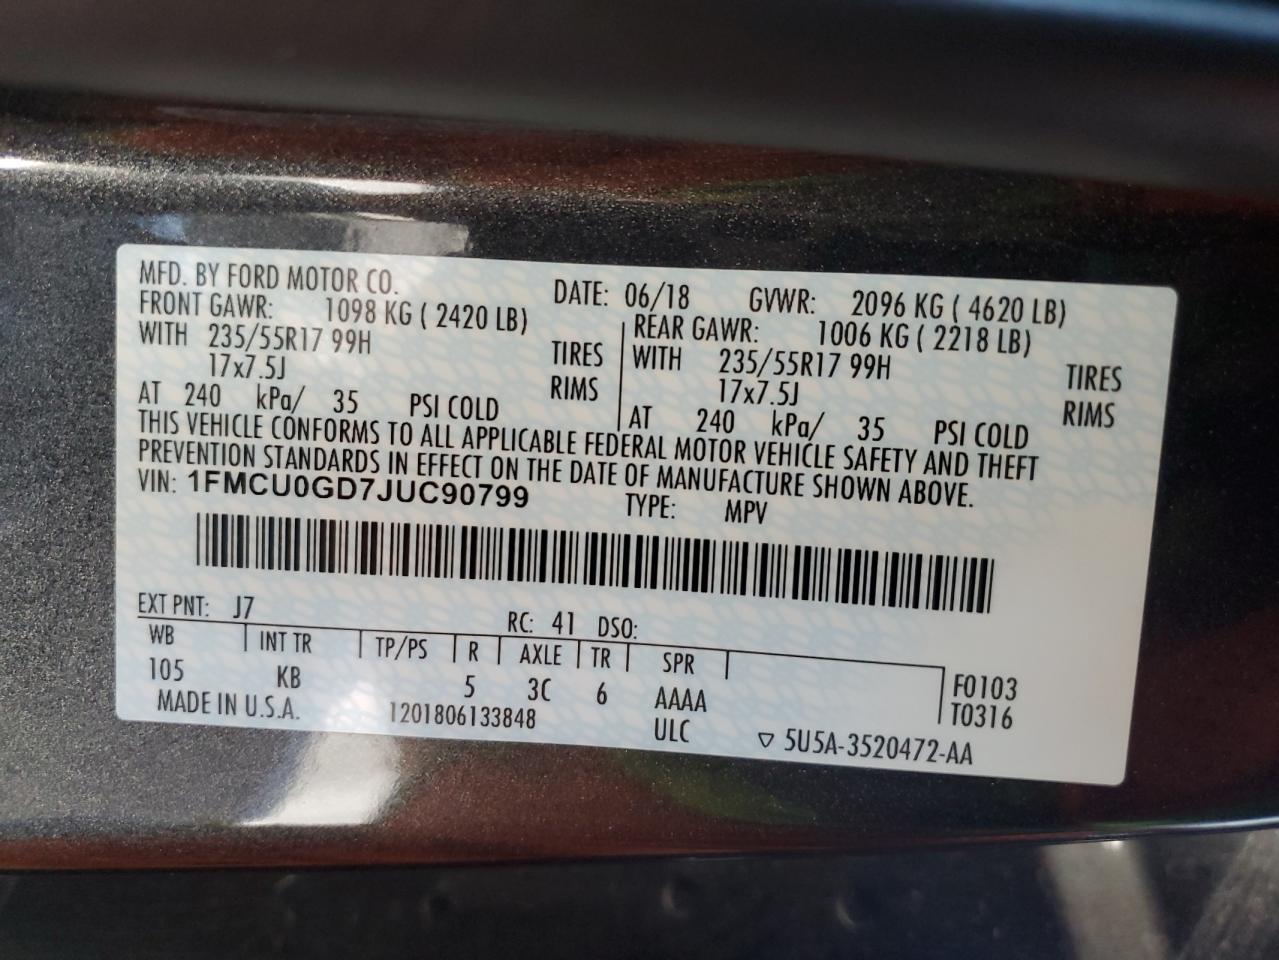 MFD. BY FORD MOTOR CO.
DATE: 06/18 GVWR: 2096 KG ( 4620 LB)
FRONT GAWR: 1098 KG ( 2420 LB)
WITH 235/55R17 99H TIRES
17x7.5J RIMS
AT 240 kPa/ 35 PSI COLD
REAR GAWR: 1006 KG ( 2218 LB)
WITH 235/55R17 99H TIRES
17x7.5J RIMS
AT 240 kPa/ 35 PSI COLD
THIS VEHICLE CONFORMS TO ALL APPLICABLE FEDERAL MOTOR VEHICLE SAFETY AND THEFT
PREVENTION STANDARDS IN EFFECT ON THE DATE OF MANUFACTURE SHOWN ABOVE.
VIN: 1FMCU0GD7JUC90799 TYPE: MPV
EXT PNT: J7 RC: 41 DSO:
WB INT TR TP/PS R AXLE TR SPR
105 KB 5 3C 6 AAAA F0103
T0316
MADE IN U.S.A. 1201806133848 ULC ▽ 5U5A-3520472-AA